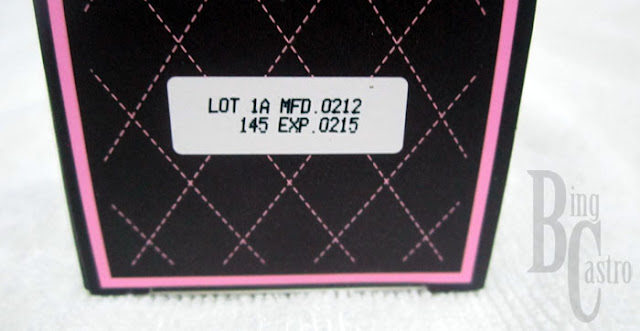 LOT 1A MFD.0212
145 EXP.0215
Bing
Castro